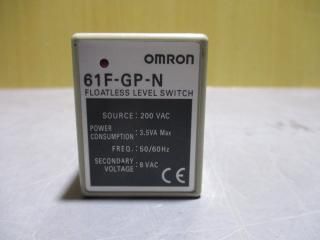 OMRON
61F-GP-N
FLOATLESS LEVEL SWITCH
SOURCE: 200 VAC
POWER CONSUMPTION : 3.5VA Max
FREQ.: 50/60Hz
SECONDARY VOLTAGE : 8 VAC
CE